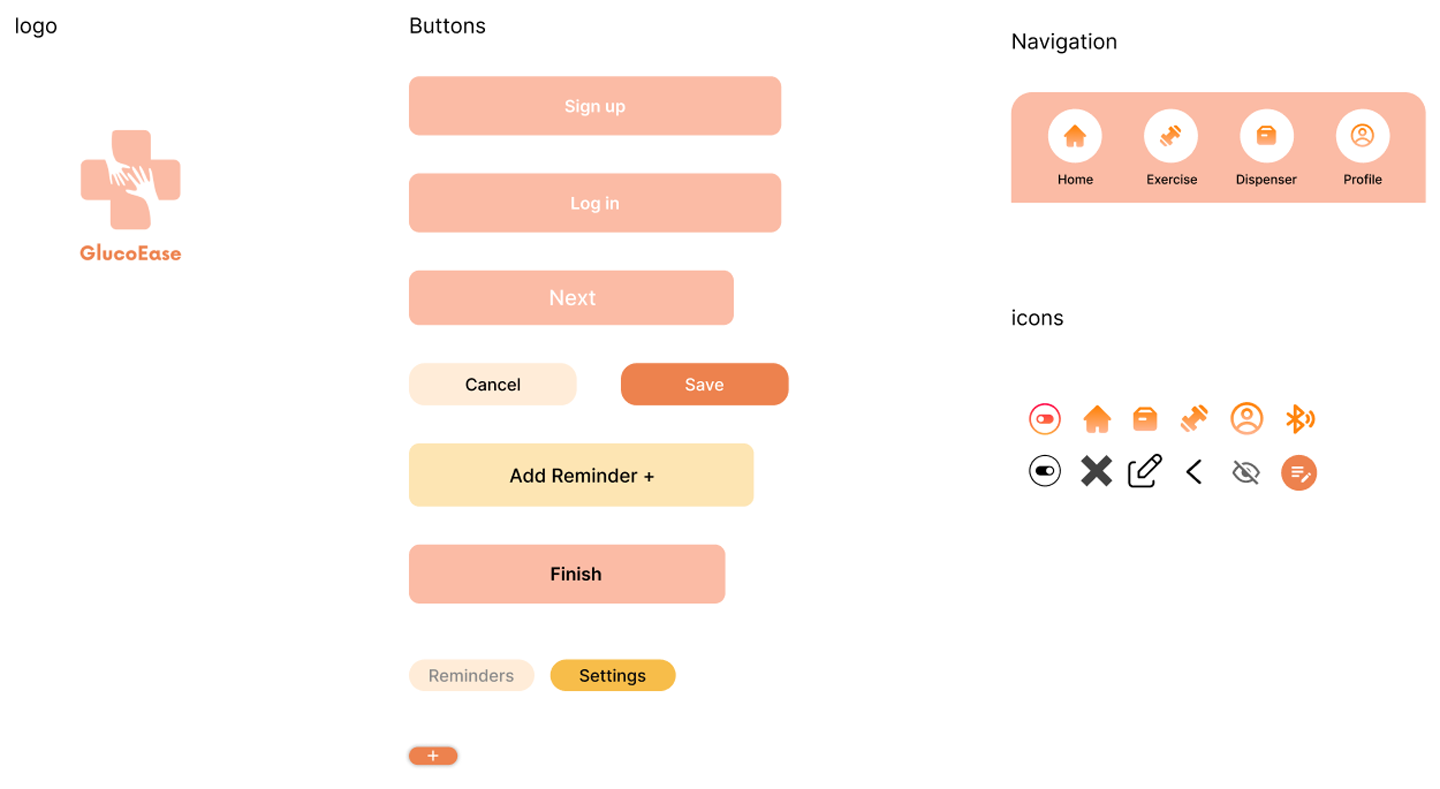 logo
GlucoEase
Buttons
Sign up
Log in
Next
Cancel
Save
Add Reminder +
Finish
Reminders
Settings
+
Navigation
Home
Exercise
Dispenser
Profile
icons